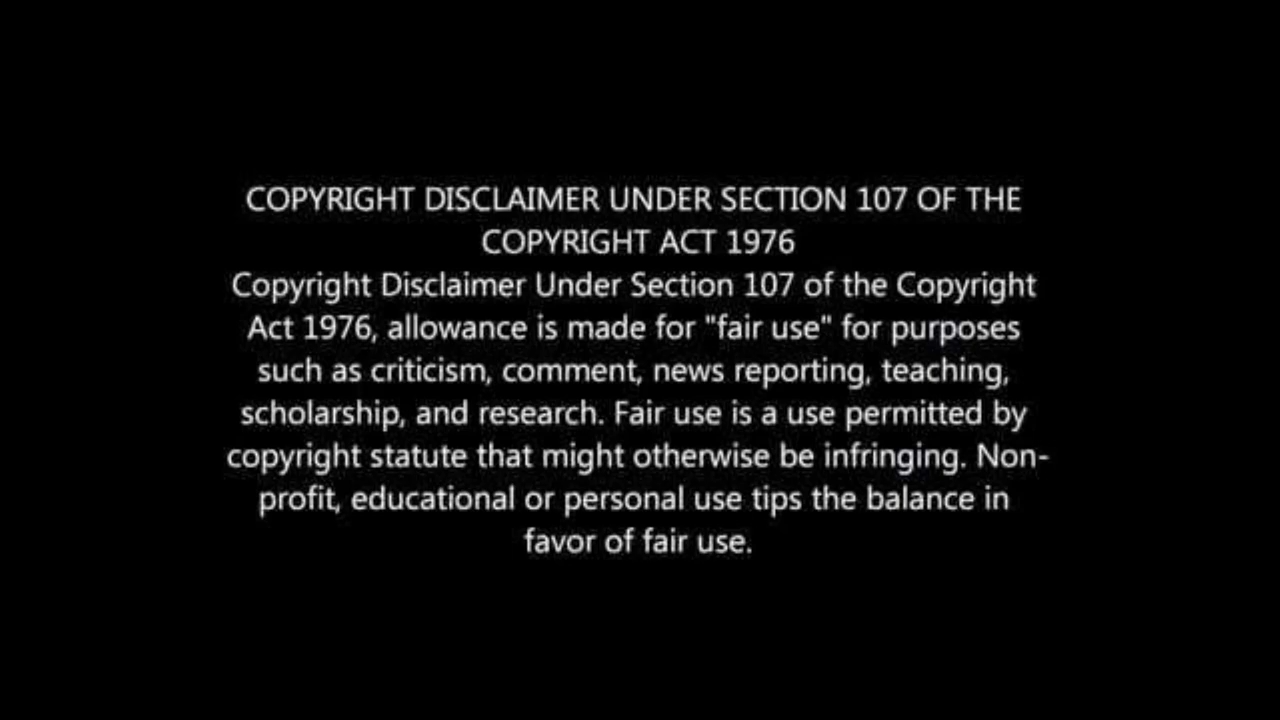 COPYRIGHT DISCLAIMER UNDER SECTION 107 OF THE
COPYRIGHT ACT 1976
Copyright Disclaimer Under Section 107 of the Copyright
Act 1976, allowance is made for "fair use" for purposes
such as criticism, comment, news reporting, teaching,
scholarship, and research. Fair use is a use permitted by
copyright statute that might otherwise be infringing. Non-
profit, educational or personal use tips the balance in
favor of fair use.